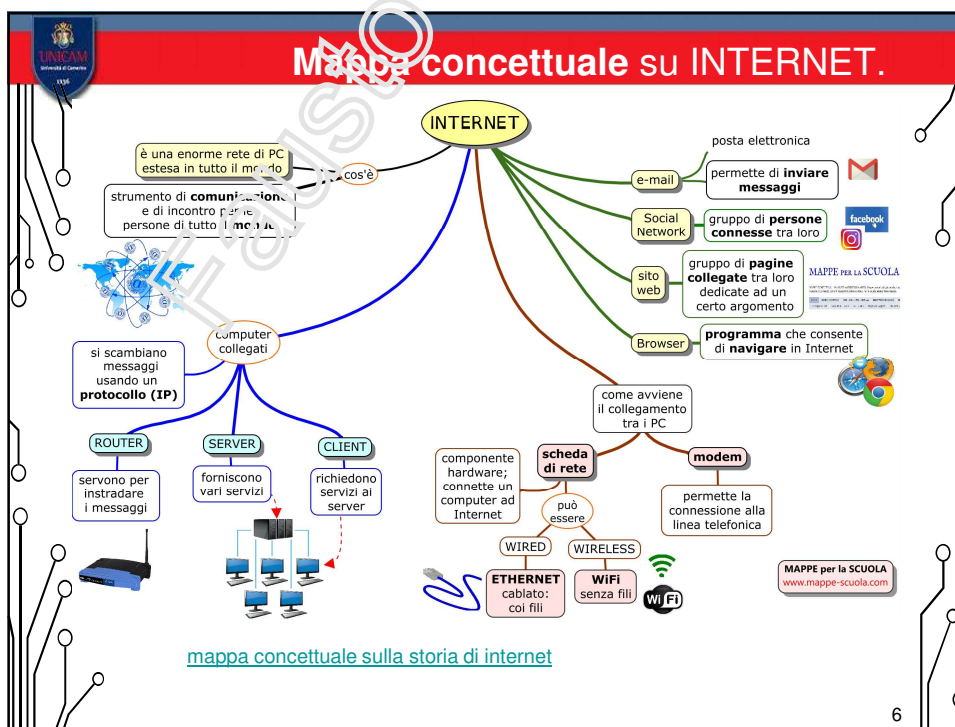 UNICAM
Università di Camerino
1336
Mappa concettuale su INTERNET.
Fausto
INTERNET
è una enorme rete di PC
estesa in tutto il mondo
cos'è
strumento di comunicazione
e di incontro per le
persone di tutto il mondo
computer
collegati
si scambiano
messaggi
usando un
protocollo (IP)
ROUTER
servono per
instradare
i messaggi
SERVER
forniscono
vari servizi
CLIENT
richiedono
servizi ai
server
posta elettronica
e-mail
permette di inviare
messaggi
Social
Network
gruppo di persone
connesse tra loro
facebook
sito
web
gruppo di pagine
collegate tra loro
dedicate ad un
certo argomento
MAPPE PER LA SCUOLA
Browser
programma che consente
di navigare in Internet
come avviene
il collegamento
tra i PC
scheda
di rete
componente
hardware;
connette un
computer ad
Internet
può
essere
WIRED
ETHERNET
cablato:
coi fili
WIRELESS
WiFi
senza fili
Wi Fi
modem
permette la
connessione alla
linea telefonica
MAPPE per la SCUOLA
www.mappe-scuola.com
mappa concettuale sulla storia di internet
6